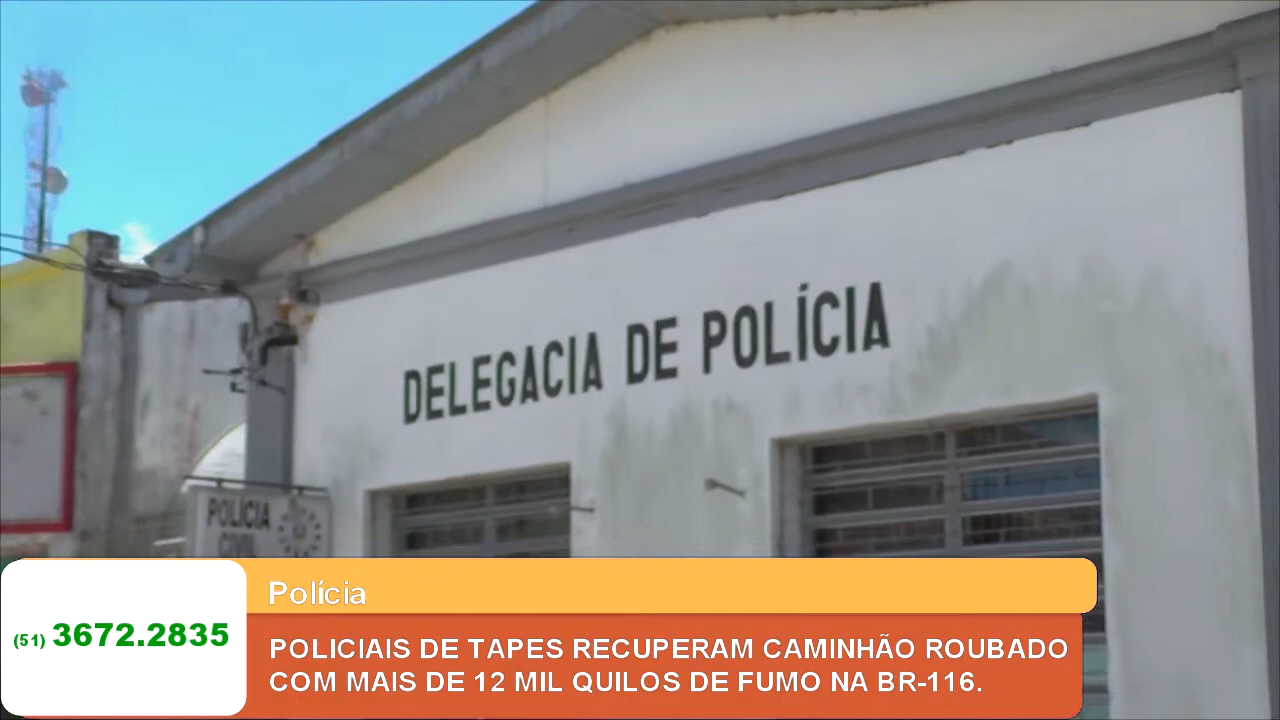 DELEGACIA DE POLÍCIA
POLICIA
CIVIL
Polícia
(51) 3672.2835
POLICIAIS DE TAPES RECUPERAM CAMINHÃO ROUBADO
COM MAIS DE 12 MIL QUILOS DE FUMO NA BR-116.